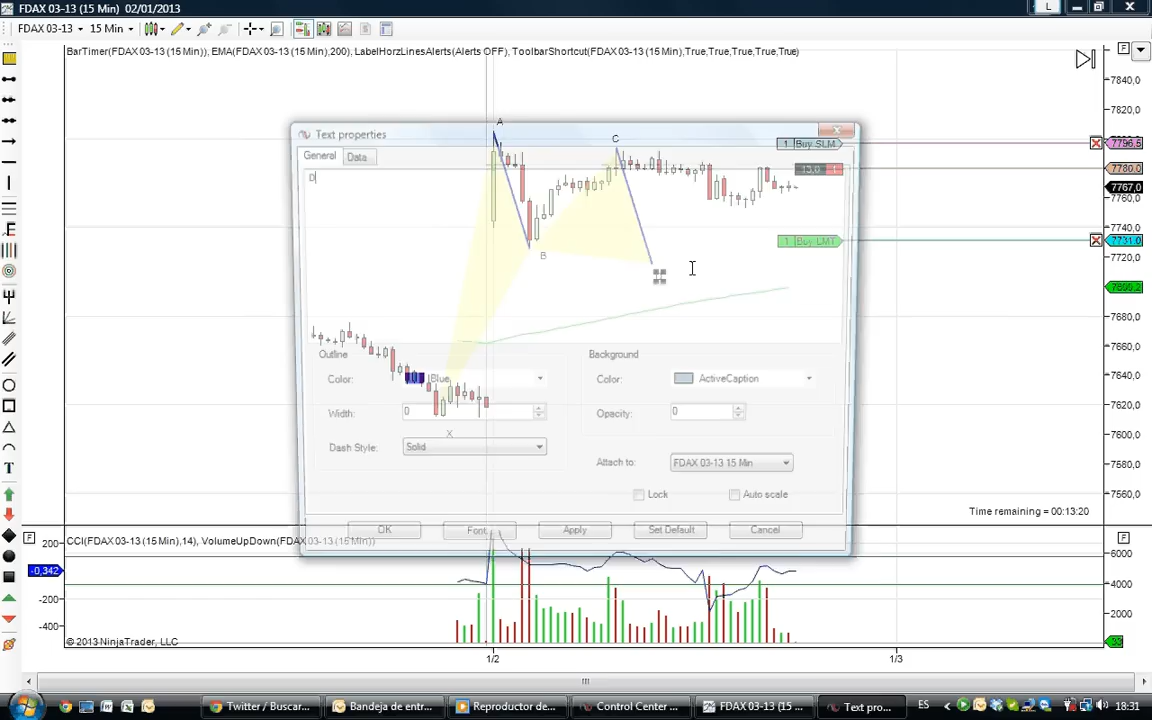 FDAX 03-13 (15 Min) 02/01/2013
L
FDAX 03-13
15 Min
BarTimer(FDAX 03-13 (15 Min)), EMA(FDAX 03-13 (15 Min),200), LabelHorzLinesAlerts(Alerts OFF), ToolbarShortcut(FDAX 03-13 (15 Min),True,True,True,True,True)
F
7840,0
7820,0
A
Text properties
C
1 Buy SLM
7796,5
General
Data
7780,0
D
7767,0
7760,0
7740,0
1 Buy LMT
7731,0
B
7720,0
7680,0
Outline
Background
7660,0
Color:
Blue
Color:
ActiveCaption
7640,0
Width:
0
Opacity:
0
7620,0
X
7600,0
Dash Style:
Solid
Attach to:
FDAX 03-13 15 Min
7580,0
Lock
Auto scale
7560,0
Time remaining = 00:13:20
OK
Font
Apply
Set Default
Cancel
F
CCI(FDAX 03-13 (15 Min),14), VolumeUpDown(FDAX 03-13 (15 Min))
F
200
6000
-0,342
4000
-200
2000
-400
33
© 2013 NinjaTrader, LLC
1/2
1/3
T
Twitter / Buscar...
Bandeja de entr...
Reproductor de...
Control Center ...
FDAX 03-13 (15 ...
Text pro...
ES
18:31